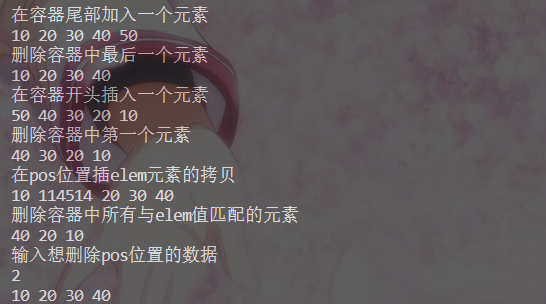 在容器尾部加入一个元素
10 20 30 40 50
删除容器中最后一个元素
10 20 30 40
在容器开头插入一个元素
50 40 30 20 10
删除容器中第一个元素
40 30 20 10
在pos位置插elem元素的拷贝
10 114514 20 30 40
删除容器中所有与elem值匹配的元素
40 20 10
输入想删除pos位置的数据
2
10 20 30 40